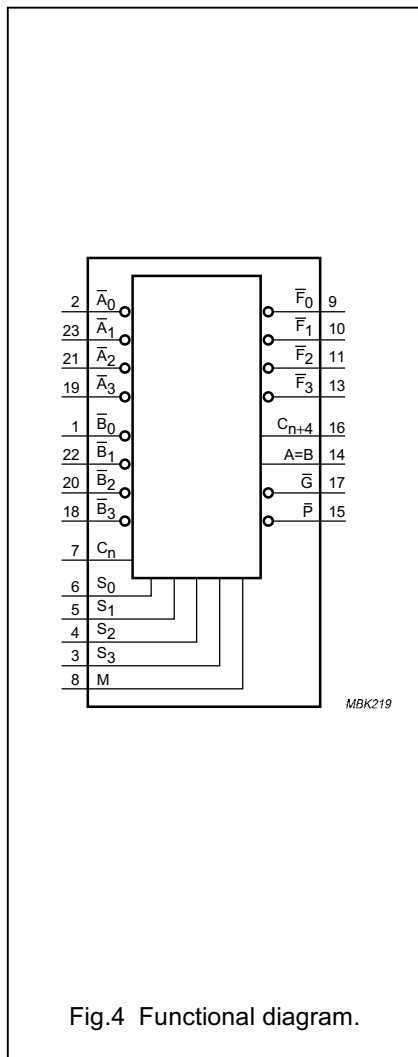 2 A̅0 F̅0 9
23 A̅1 F̅1 10
21 A̅2 F̅2 11
19 A̅3 F̅3 13
1 B̅0 Cn+4 16
22 B̅1 A=B 14
20 B̅2 G̅ 17
18 B̅3 P̅ 15
7 Cn
6 S0
5 S1
4 S2
3 S3
8 M
MBK219
Fig.4 Functional diagram.